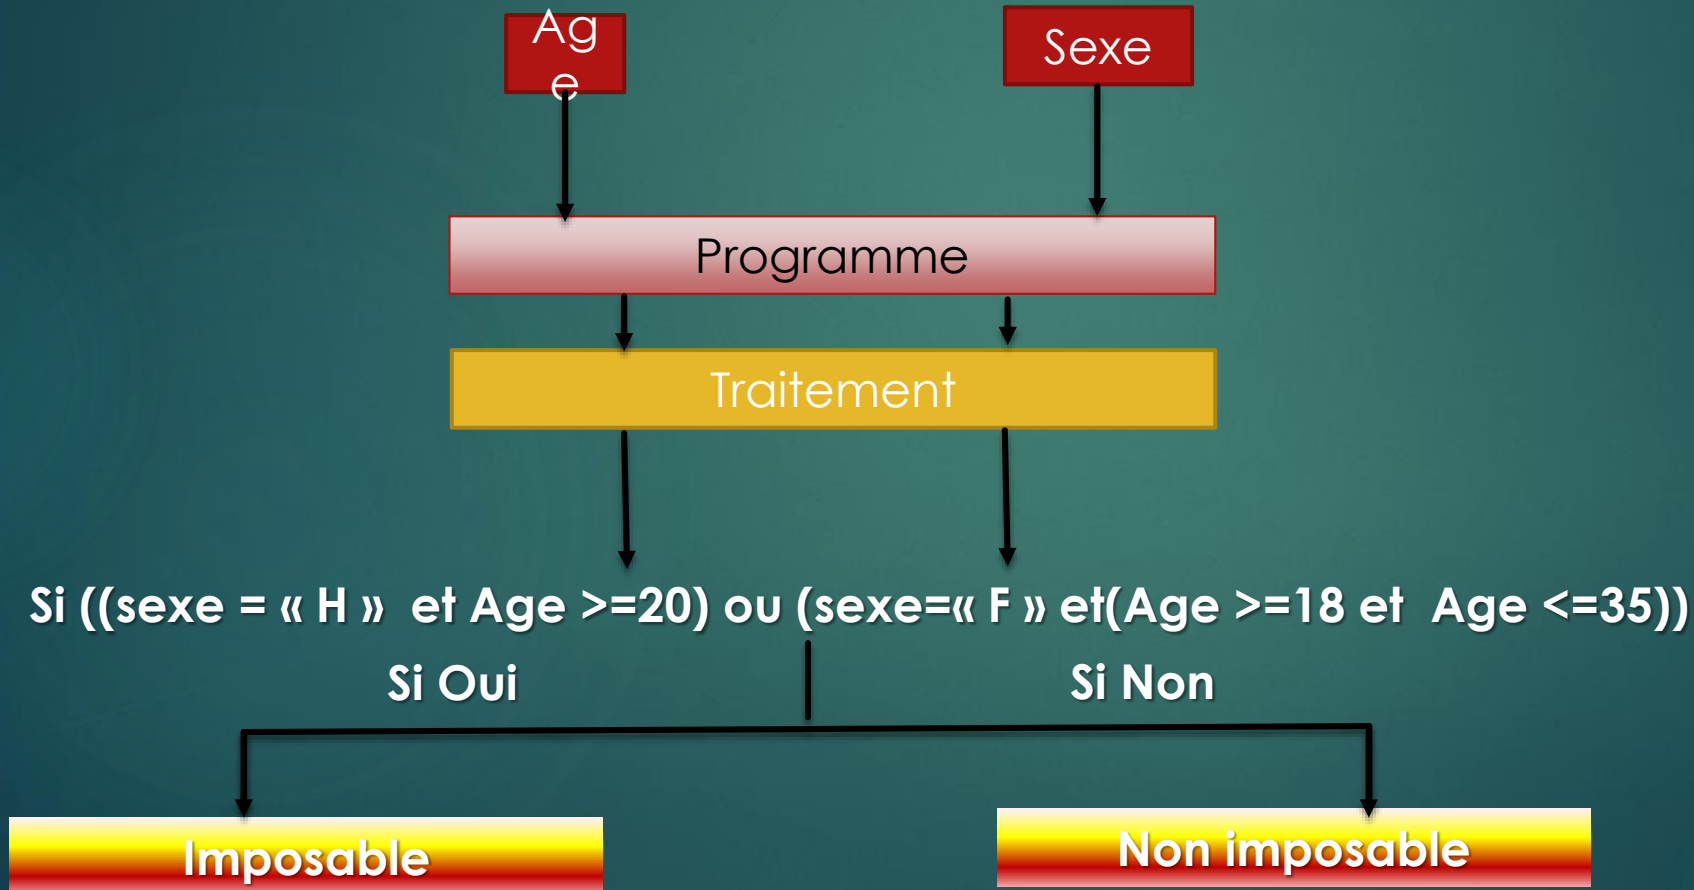 Ag
e
Sexe
Programme
Traitement
Si ((sexe = « H »  et Age >=20) ou (sexe=« F » et(Age >=18 et  Age <=35))
Si Oui
Si Non
Imposable
Non imposable